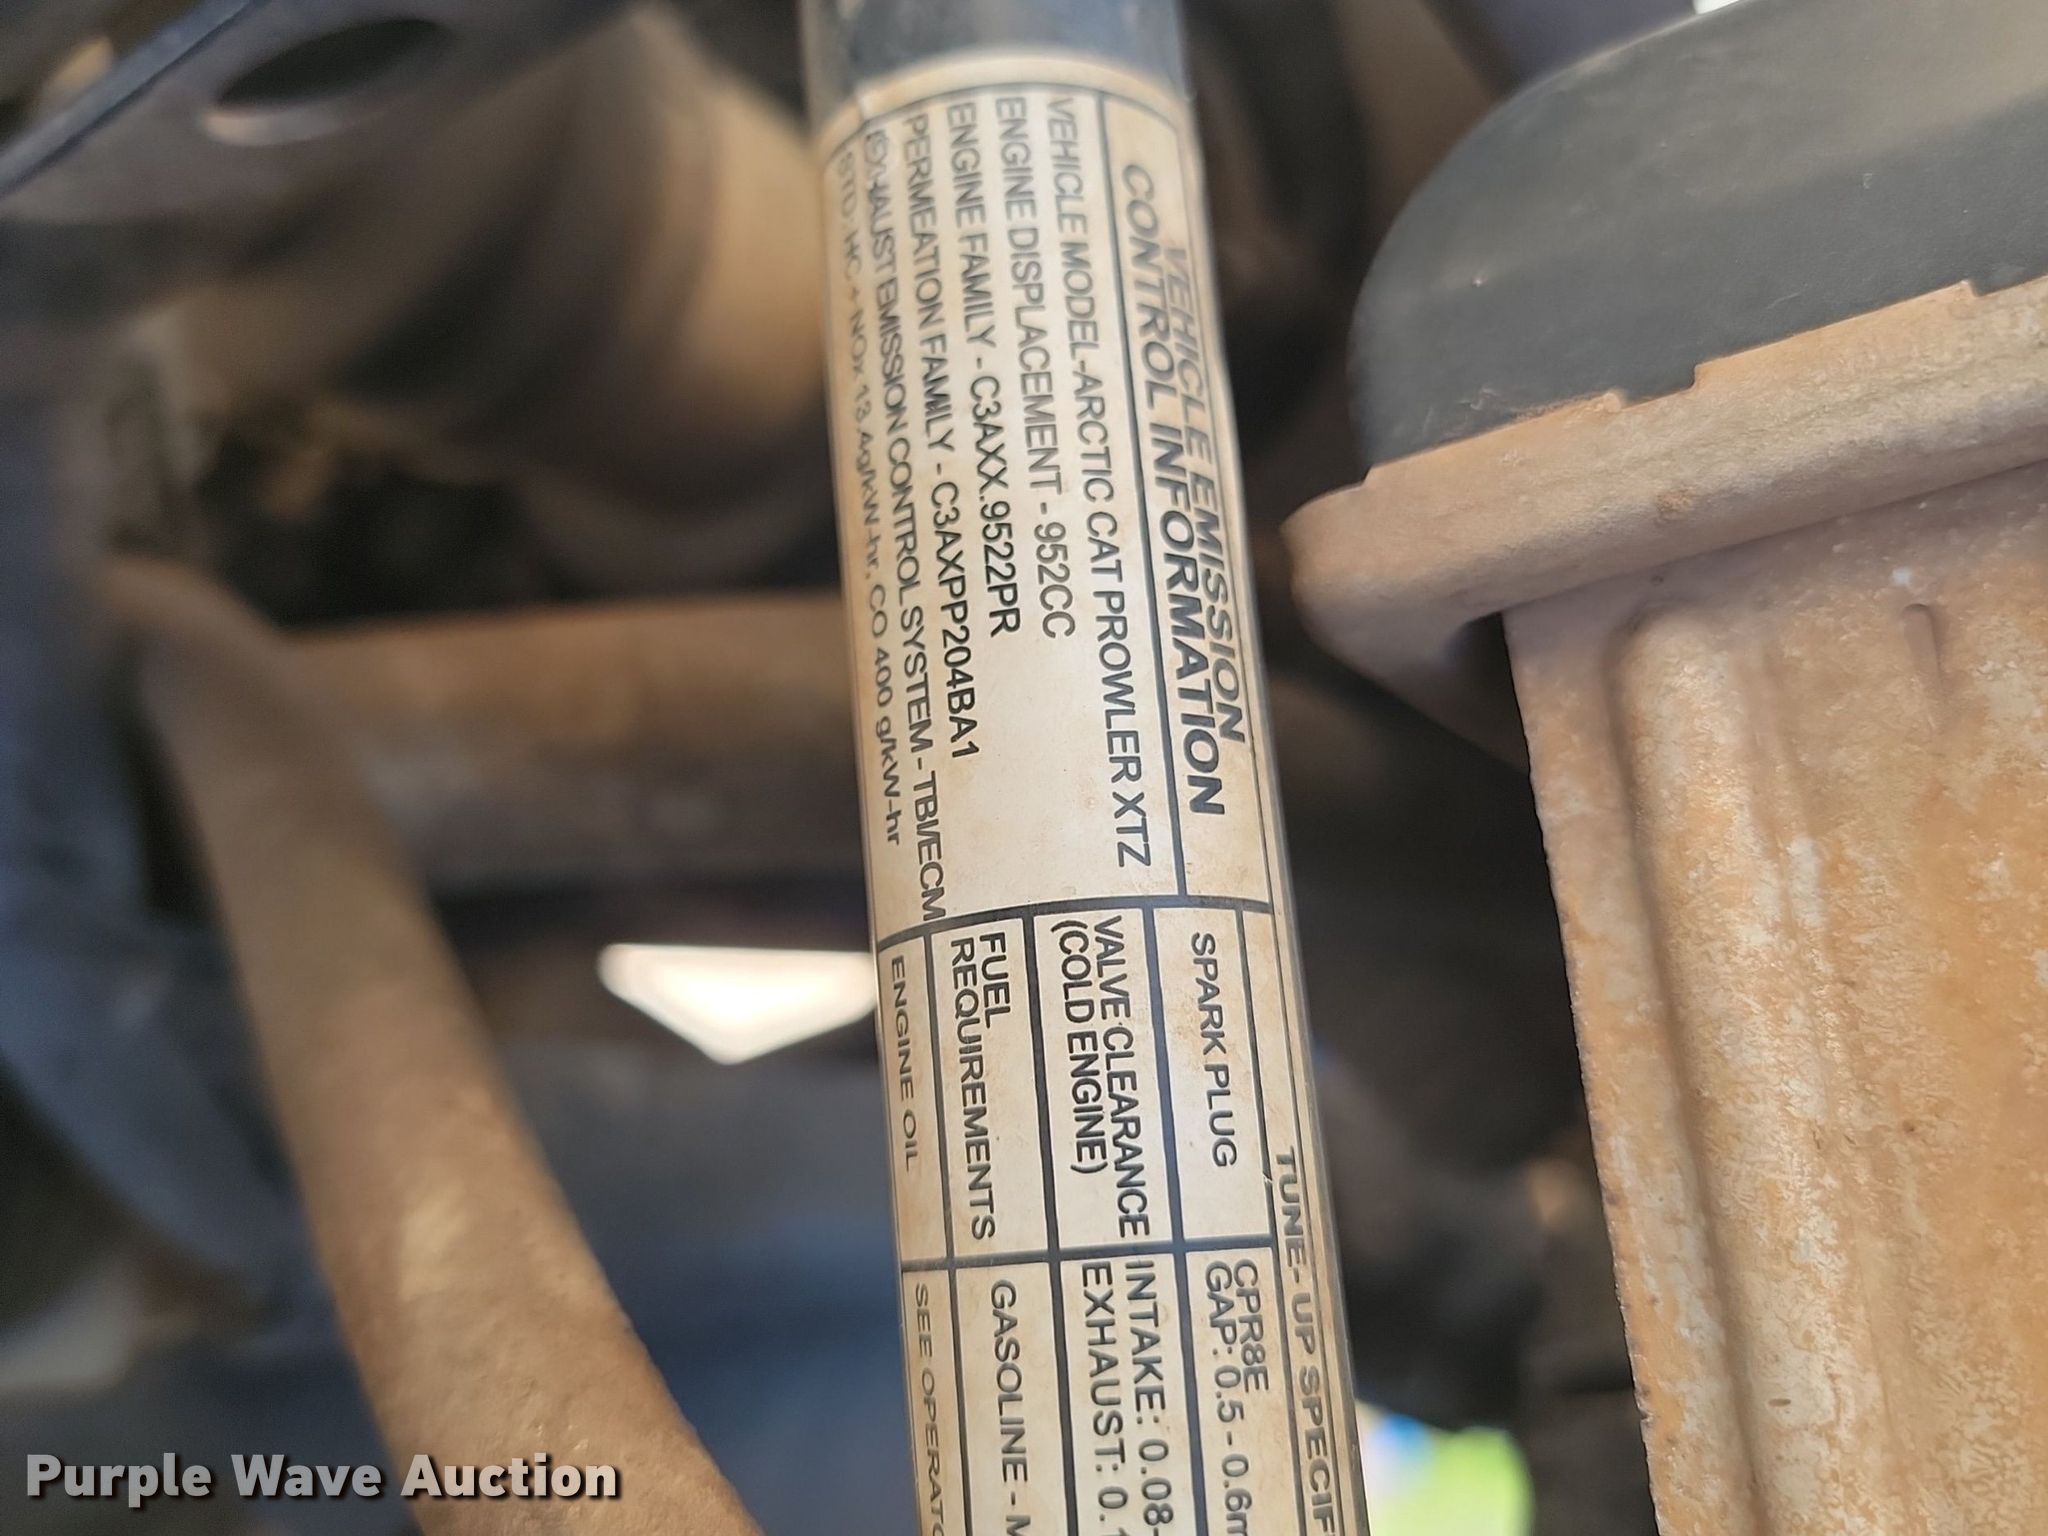 VEHICLE EMISSION
CONTROL INFORMATION
VEHICLE MODEL-ARCTIC CAT PROWLER XTZ
ENGINE DISPLACEMENT - 952CC
ENGINE FAMILY - C3AXX.9522PR
PERMEATION FAMILY - C3AXPP204BA1
EXHAUST EMISSION CONTROL SYSTEM - TBI/ECM
STD HC + NOx 13.4g/kW-hr, CO 400 g/kW-hr
TUNE- UP SPECIF
SPARK PLUG
CPR8E
GAP: 0.5 - 0.6m
VALVE CLEARANCE
(COLD ENGINE)
INTAKE: 0.08-
EXHAUST: 0.1
FUEL
REQUIREMENTS
GASOLINE - M
ENGINE OIL
SEE OPERATO
Purple Wave Auction